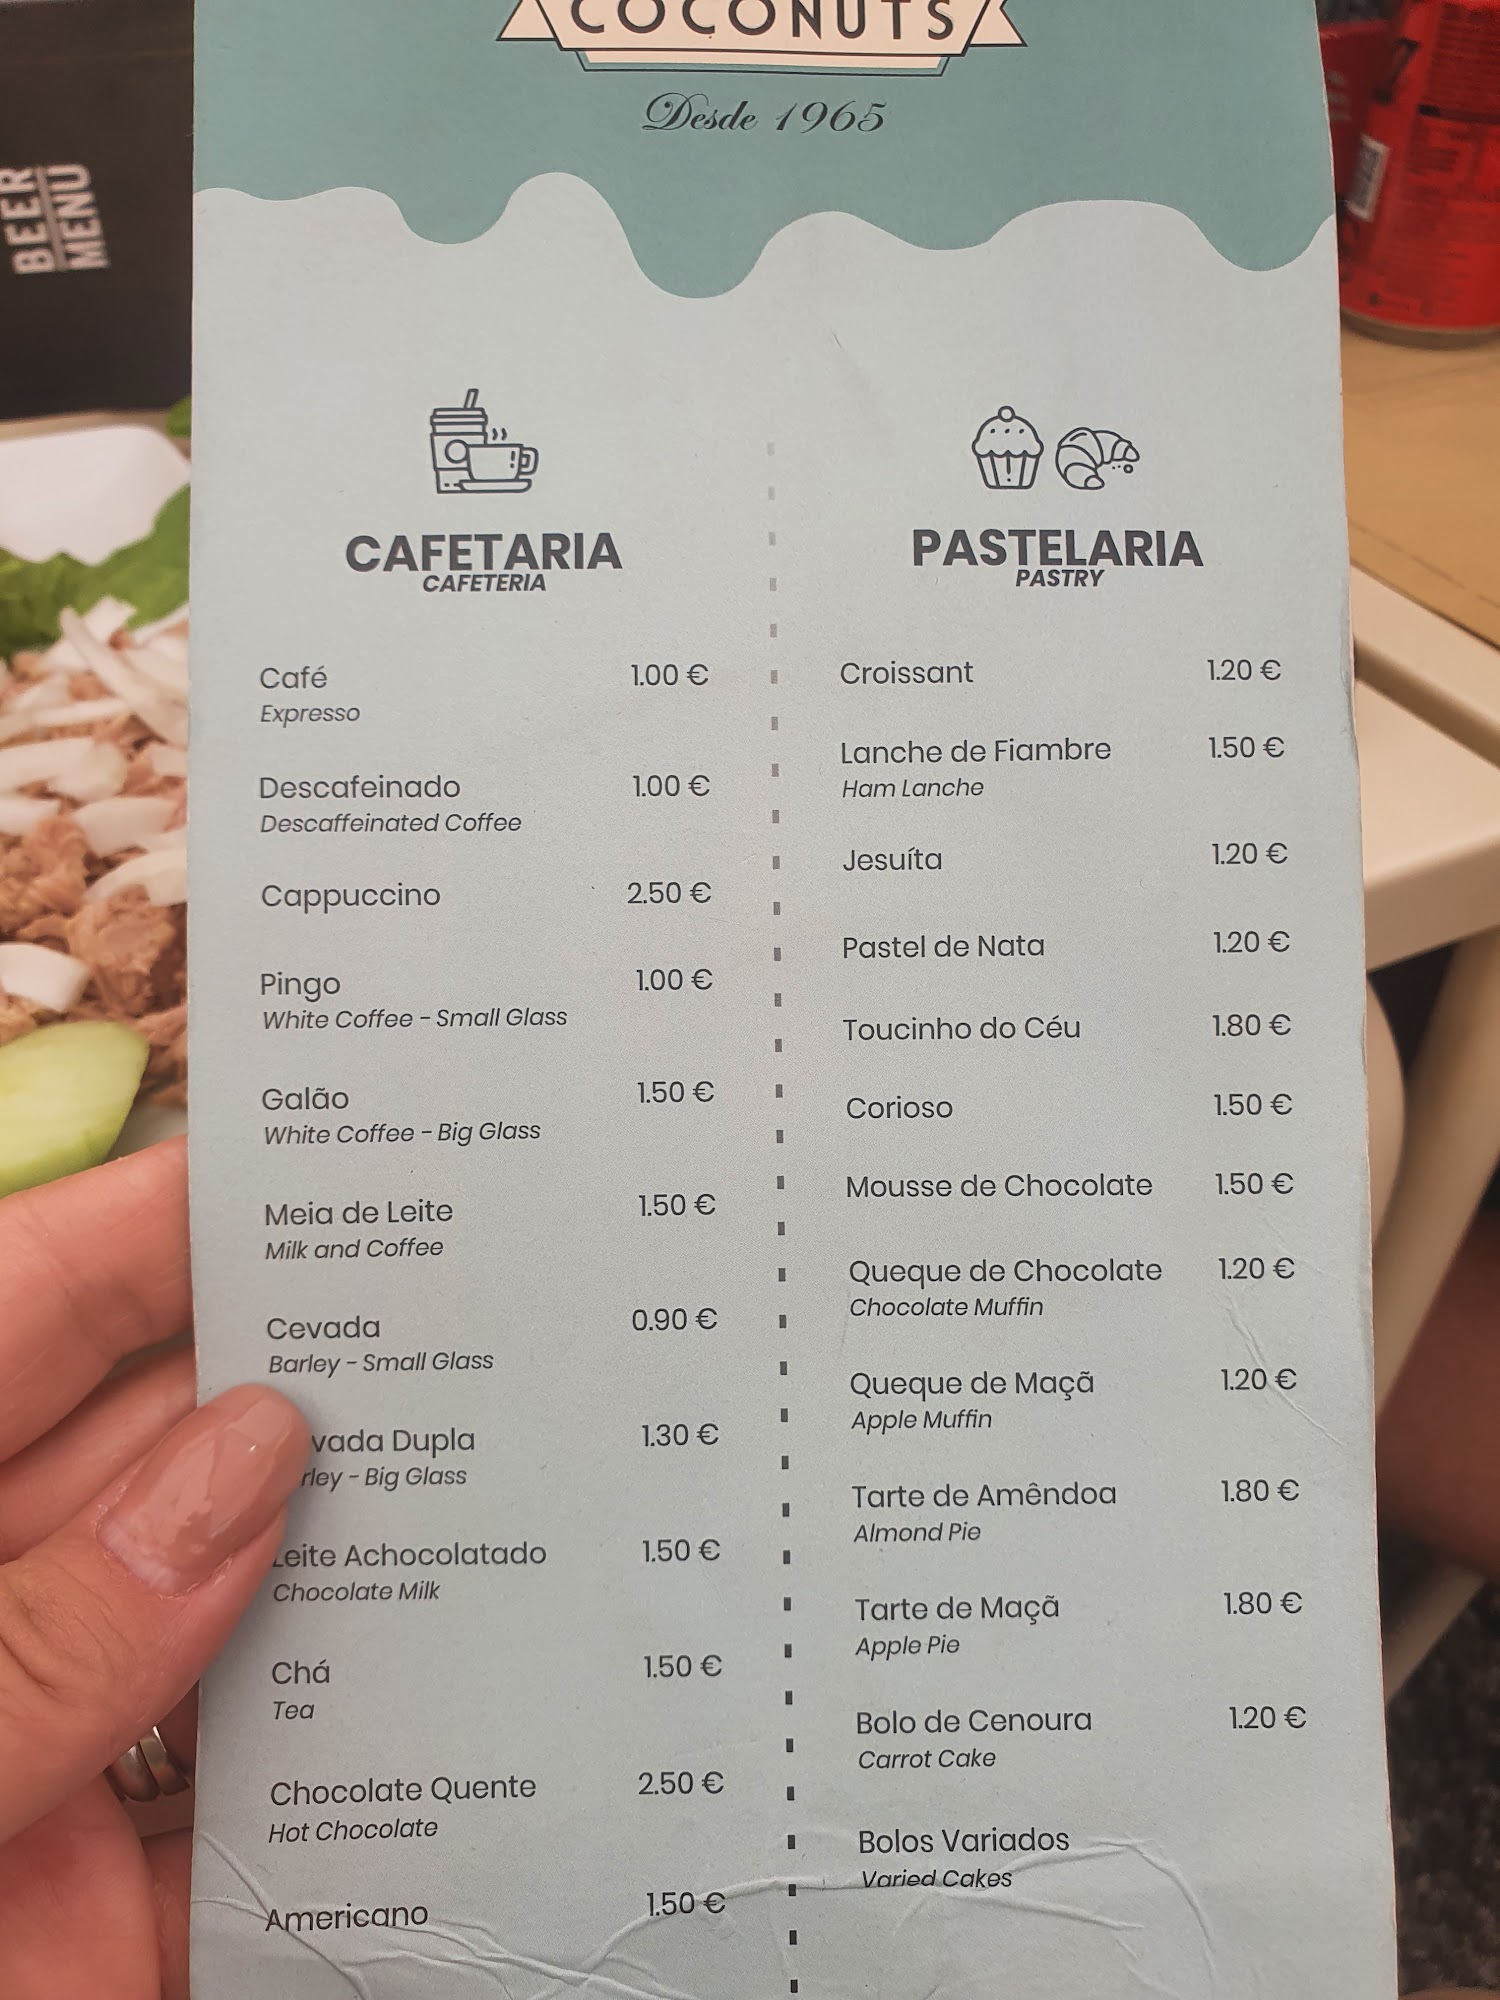 COCONUTS
Desde 1965
BEER
MENU
CAFETARIA
CAFETERIA
Café 1.00 €
Expresso
Descafeinado 1.00 €
Descaffeinated Coffee
Cappuccino 2.50 €
Pingo 1.00 €
White Coffee - Small Glass
Galão 1.50 €
White Coffee - Big Glass
Meia de Leite 1.50 €
Milk and Coffee
Cevada 0.90 €
Barley - Small Glass
vada Dupla 1.30 €
rley - Big Glass
Leite Achocolatado 1.50 €
Chocolate Milk
Chá 1.50 €
Tea
Chocolate Quente 2.50 €
Hot Chocolate
Americano 1.50 €
PASTELARIA
PASTRY
Croissant 1.20 €
Lanche de Fiambre 1.50 €
Ham Lanche
Jesuíta 1.20 €
Pastel de Nata 1.20 €
Toucinho do Céu 1.80 €
Corioso 1.50 €
Mousse de Chocolate 1.50 €
Queque de Chocolate 1.20 €
Chocolate Muffin
Queque de Maçã 1.20 €
Apple Muffin
Tarte de Amêndoa 1.80 €
Almond Pie
Tarte de Maçã 1.80 €
Apple Pie
Bolo de Cenoura 1.20 €
Carrot Cake
Bolos Variados
Varied Cakes